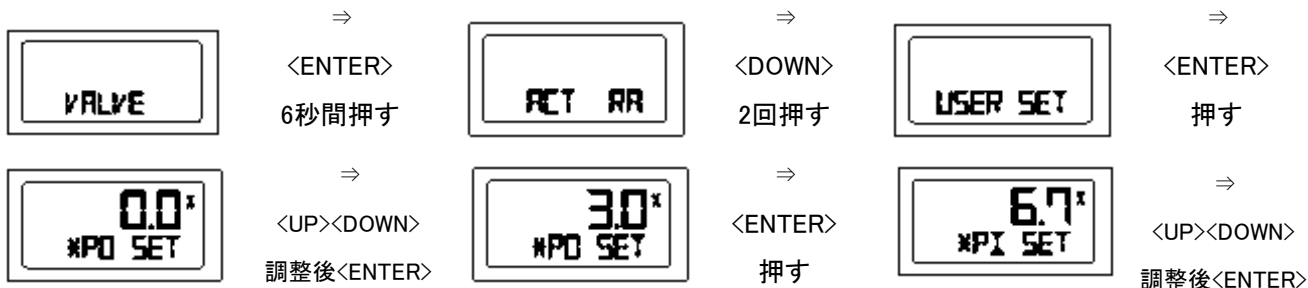 ⇒ ⇒ ⇒
VALVE <ENTER> ACT RA <DOWN> USER SET <ENTER>
6秒間押す 2回押す 押す
0.0% ⇒ 3.0% ⇒ 6.7% ⇒
*P0 SET <UP><DOWN> *P0 SET <ENTER> *P1 SET <UP><DOWN>
調整後<ENTER> 押す 調整後<ENTER>